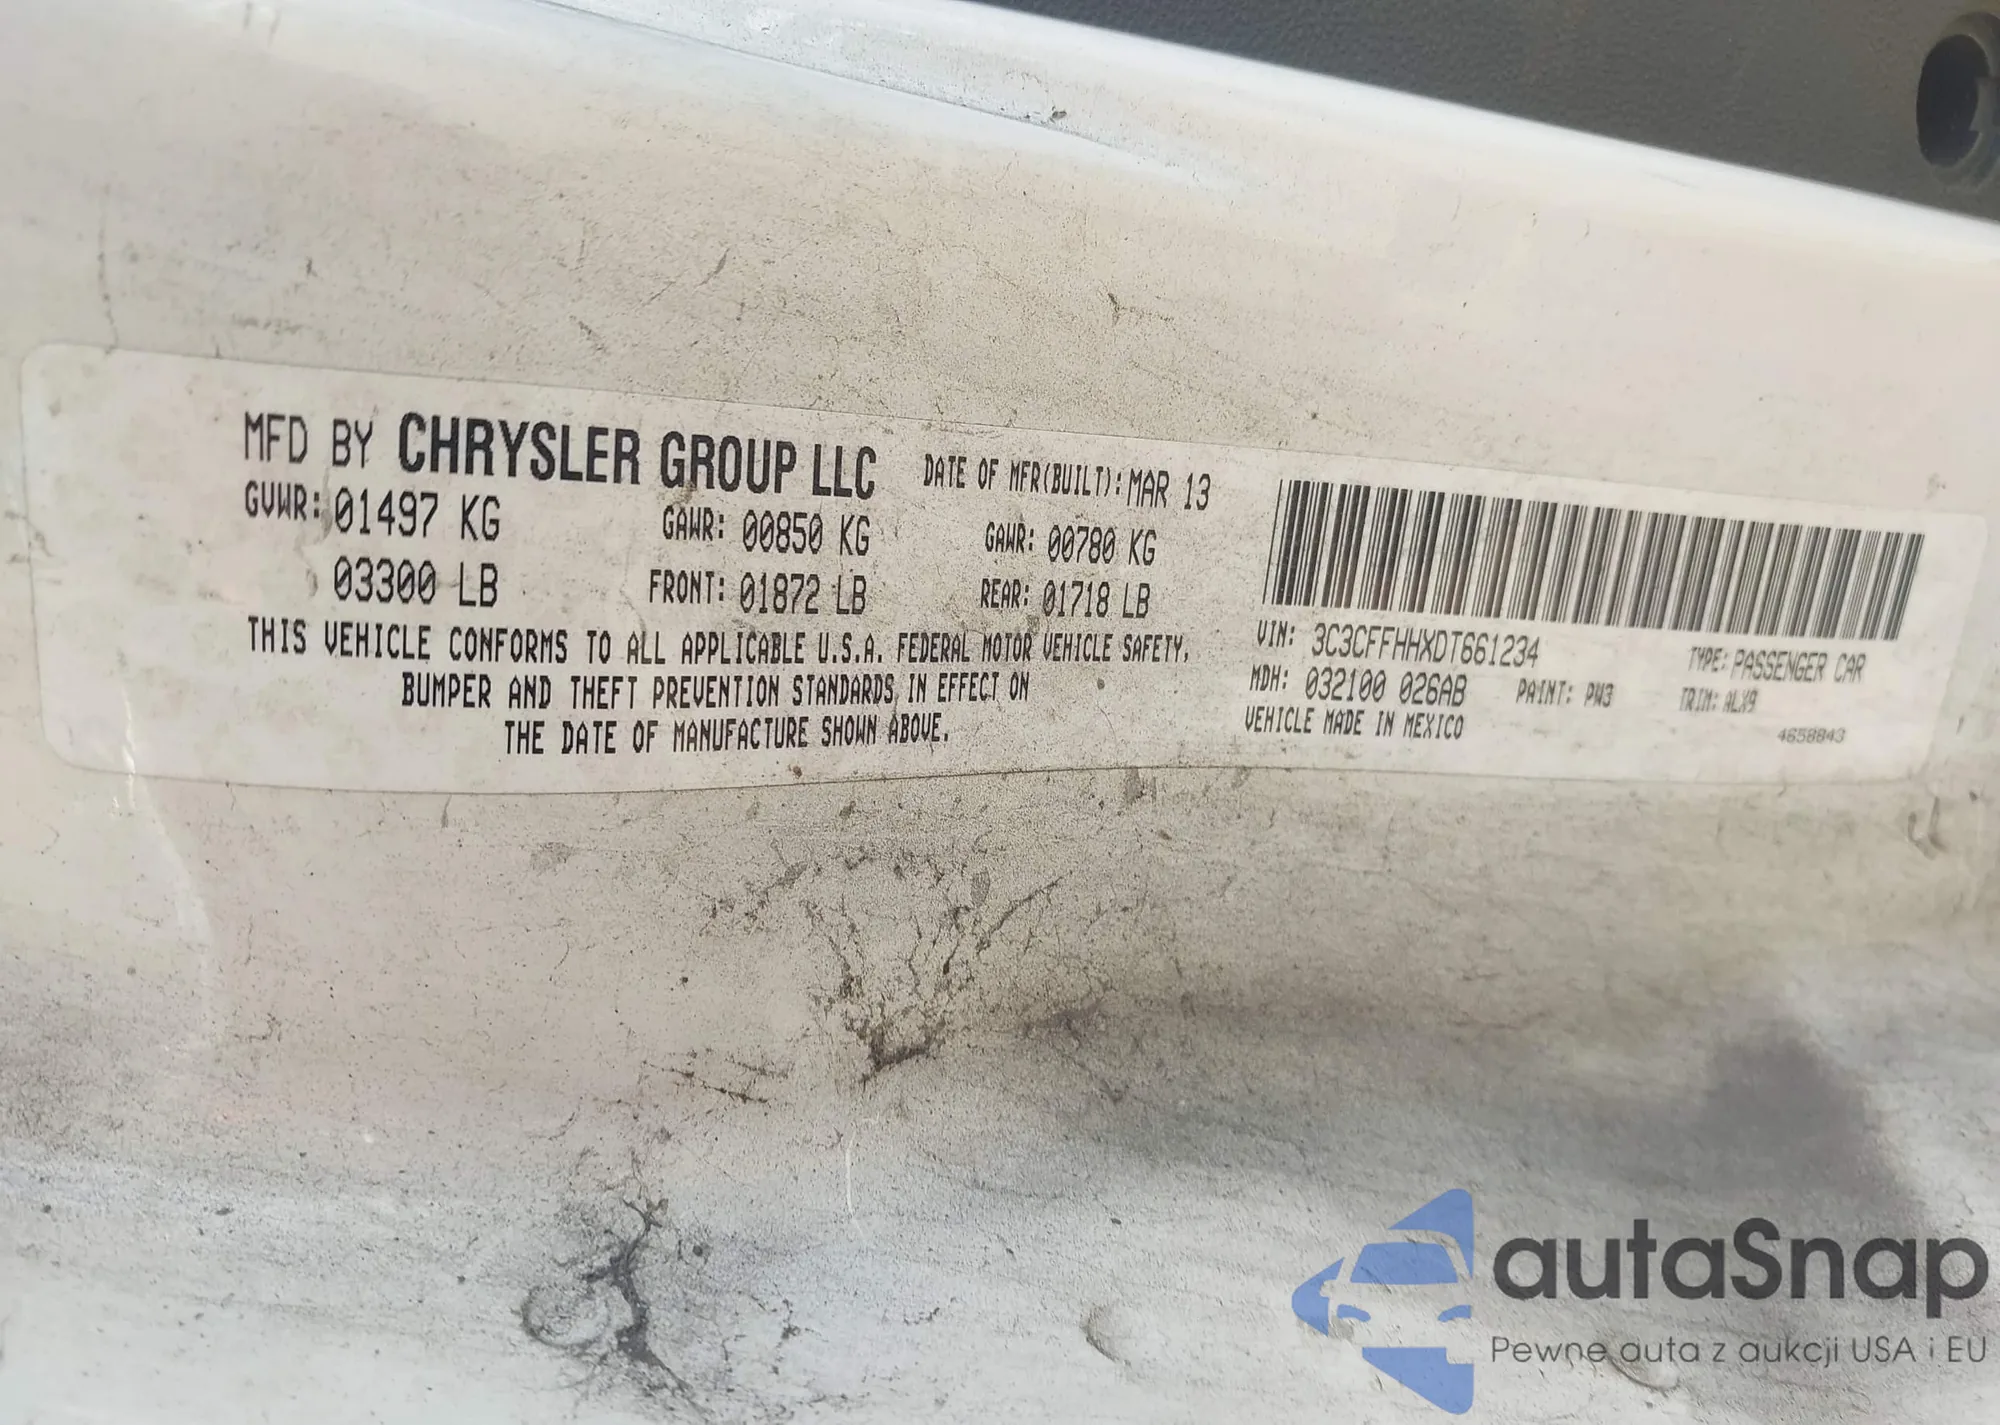 MFD BY CHRYSLER GROUP LLC DATE OF MFR(BUILT): MAR 13
GVWR: 01497 KG GAWR: 00850 KG GAWR: 00780 KG
03300 LB FRONT: 01872 LB REAR: 01718 LB
THIS VEHICLE CONFORMS TO ALL APPLICABLE U.S.A. FEDERAL MOTOR VEHICLE SAFETY,
BUMPER AND THEFT PREVENTION STANDARDS IN EFFECT ON
THE DATE OF MANUFACTURE SHOWN ABOVE.
VIN: 3C3CFFHHXDT661234 TYPE: PASSENGER CAR
MDH: 032100 026AB PAINT: PW3 TRIM: ALX9
VEHICLE MADE IN MEXICO 4658843
autaSnap
Pewne auta z aukcji USA i EU